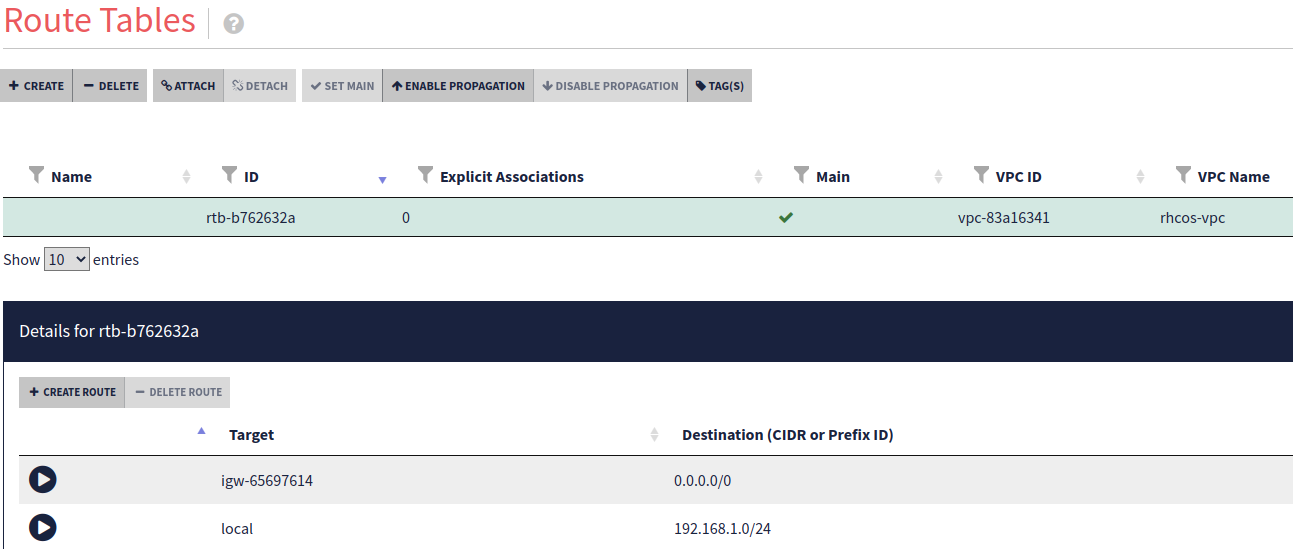 Route Tables ?
CREATE DELETE ATTACH DETACH SET MAIN ENABLE PROPAGATION DISABLE PROPAGATION TAG(S)
Name ID Explicit Associations Main VPC ID VPC Name
rtb-b762632a 0 vpc-83a16341 rhcos-vpc
Show 10 entries
Details for rtb-b762632a
CREATE ROUTE DELETE ROUTE
Target Destination (CIDR or Prefix ID)
igw-65697614 0.0.0.0/0
local 192.168.1.0/24